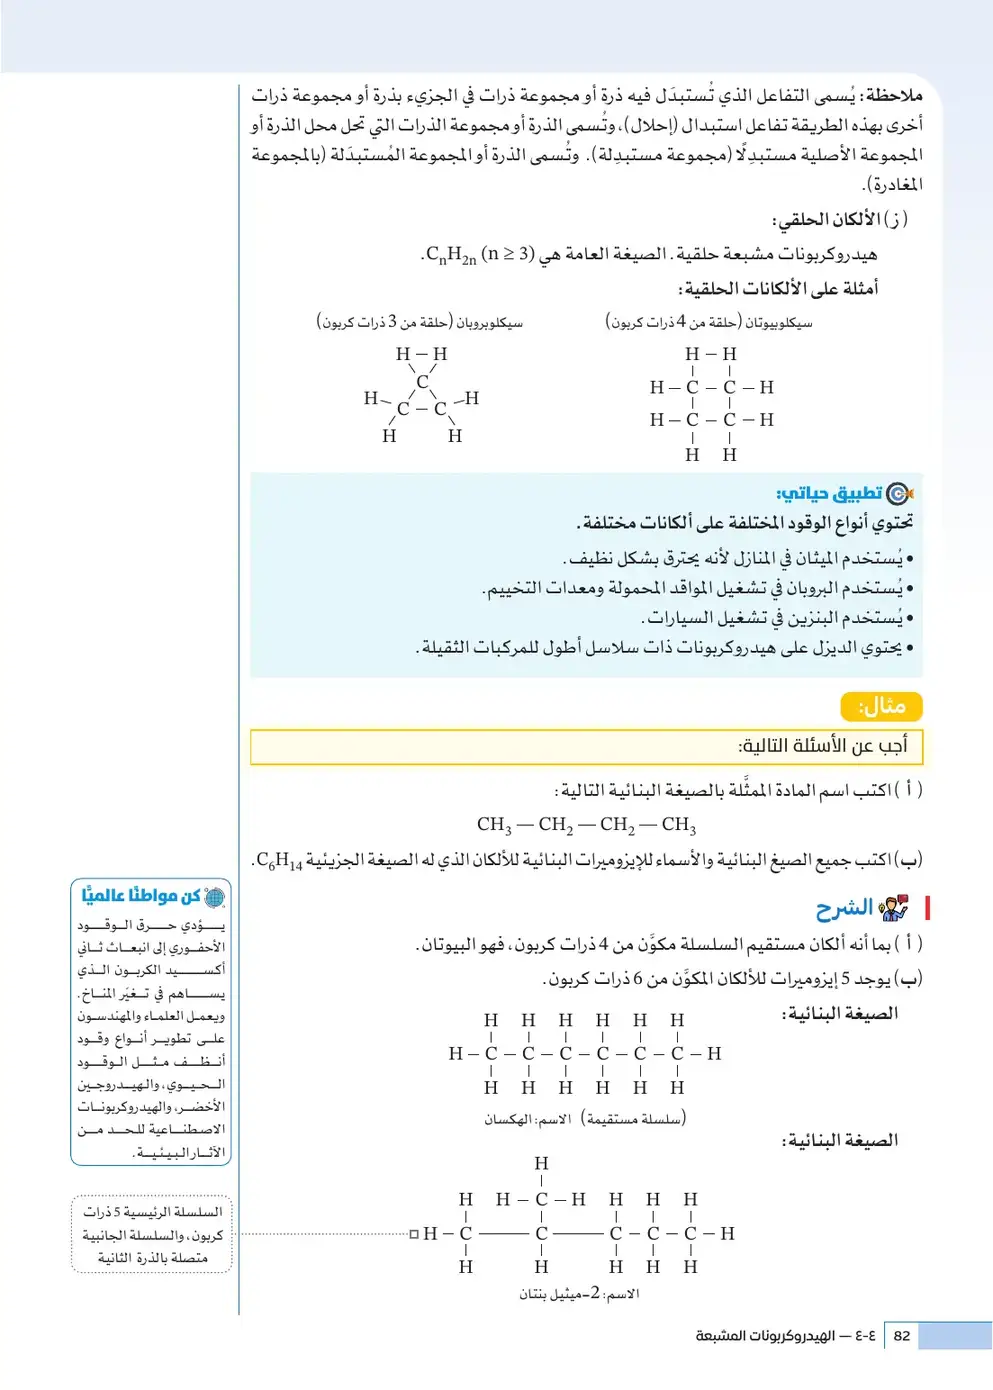 ملاحظة: يُسمى التفاعل الذي تُستبدَل فيه ذرة أو مجموعة ذرات في الجزيء بذرة أو مجموعة ذرات
أخرى بهذه الطريقة تفاعل استبدال (إحلال)، وتُسمى الذرة أو مجموعة الذرات التي تحل محل الذرة أو
المجموعة الأصلية مستبدِلًا (مجموعة مستبدِلة). وتُسمى الذرة أو المجموعة المُستبدَلة (بالمجموعة
المغادرة).
(ز) الألكان الحلقي:
هيدروكربونات مشبعة حلقية. الصيغة العامة هي CₙH₂ₙ (n ≥ 3).
أمثلة على الألكانات الحلقية:
سيكلوبيوتان (حلقة من 4 ذرات كربون)
H – H
H – C – C – H
H – C – C – H
H H
سيكلوبروبان (حلقة من 3 ذرات كربون)
H – H
C
H C – C H
H H
تطبيق حياتي:
تحتوي أنواع الوقود المختلفة على ألكانات مختلفة.
• يُستخدم الميثان في المنازل لأنه يحترق بشكل نظيف.
• يُستخدم البروبان في تشغيل المواقد المحمولة ومعدات التخييم.
• يُستخدم البنزين في تشغيل السيارات.
• يحتوي الديزل على هيدروكربونات ذات سلاسل أطول للمركبات الثقيلة.
مثال:
أجب عن الأسئلة التالية:
( أ ) اكتب اسم المادة الممثَّلة بالصيغة البنائية التالية:
CH₃ — CH₂ — CH₂ — CH₃
(ب) اكتب جميع الصيغ البنائية والأسماء للإيزوميرات البنائية للألكان الذي له الصيغة الجزيئية C₆H₁₄.
الشرح
( أ ) بما أنه ألكان مستقيم السلسلة مكوَّن من 4 ذرات كربون، فهو البيوتان.
(ب) يوجد 5 إيزوميرات للألكان المكوَّن من 6 ذرات كربون.
الصيغة البنائية:
H H H H H H
H – C – C – C – C – C – C – H
H H H H H H
(سلسلة مستقيمة) الاسم: الهكسان
الصيغة البنائية:
H
H H – C – H H H H
H – C — C — C – C – C – H
H H H H H
الاسم: 2-ميثيل بنتان
كن مواطنًا عالميًّا
يؤدي حرق الوقود
الأحفوري إلى انبعاث ثاني
أكسيد الكربون الذي
يساهم في تغيّر المناخ.
ويعمل العلماء والمهندسون
على تطوير أنواع وقود
أنظف مثل الوقود
الحيوي، والهيدروجين
الأخضر، والهيدروكربونات
الاصطناعية للحد من
الآثار البيئية.
السلسلة الرئيسية 5 ذرات
كربون، والسلسلة الجانبية
متصلة بالذرة الثانية
82 ٤-٤ — الهيدروكربونات المشبعة